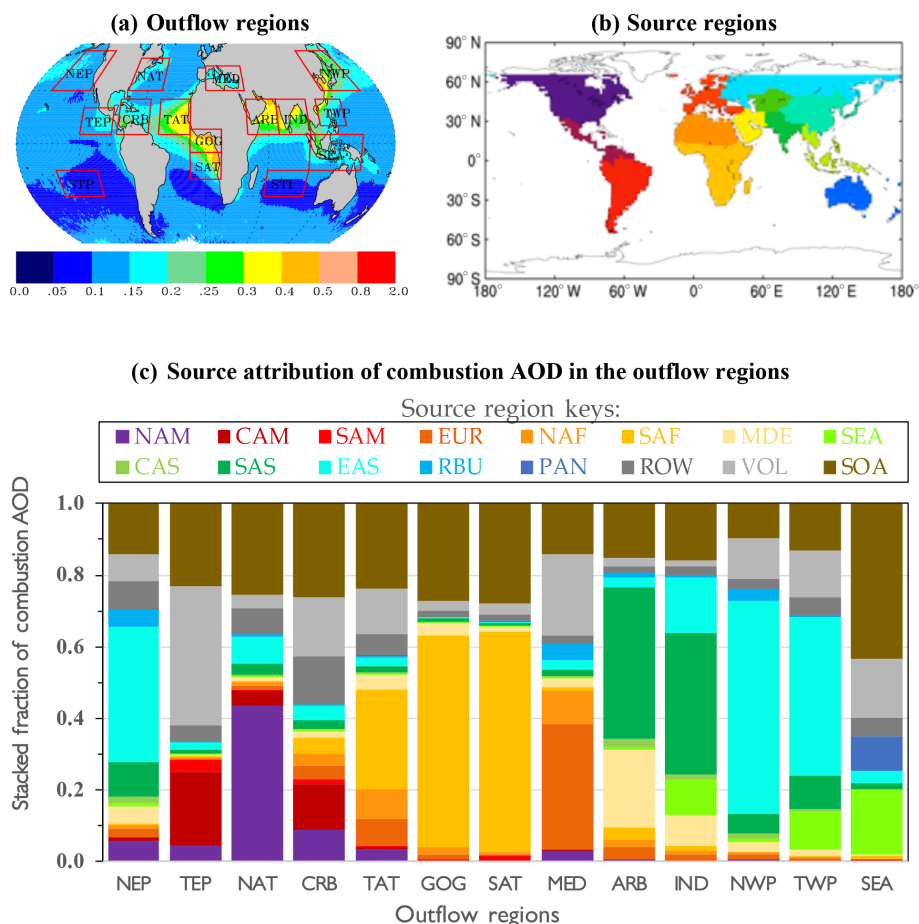 (a) Outflow regions
(b) Source regions
NEP NAT MED NWP
TEP CRB TAT ARB IND TWP
GOG
SAT
SEA
STP STI
0.0 .05 0.1 .15 0.2 .25 0.3 0.4 0.5 0.8 2.0
90° N
60° N
30° N
0°
30° S
60° S
90° S
180° 120° W 60° W 0° 60° E 120° E 180°
(c) Source attribution of combustion AOD in the outflow regions
Source region keys:
NAM CAM SAM EUR NAF SAF MDE SEA
CAS SAS EAS RBU PAN ROW VOL SOA
Stacked fraction of combustion AOD
1.0
0.8
0.6
0.4
0.2
0.0
NEP TEP NAT CRB TAT GOG SAT MED ARB IND NWP TWP SEA
Outflow regions